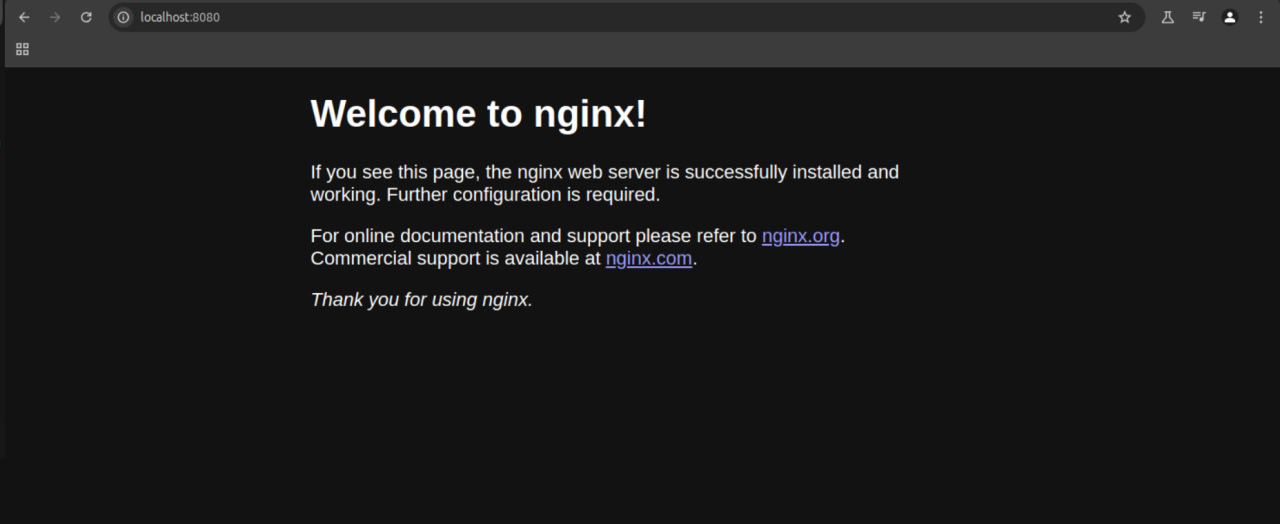 localhost:8080
Welcome to nginx!
If you see this page, the nginx web server is successfully installed and
working. Further configuration is required.
For online documentation and support please refer to nginx.org.
Commercial support is available at nginx.com.
Thank you for using nginx.